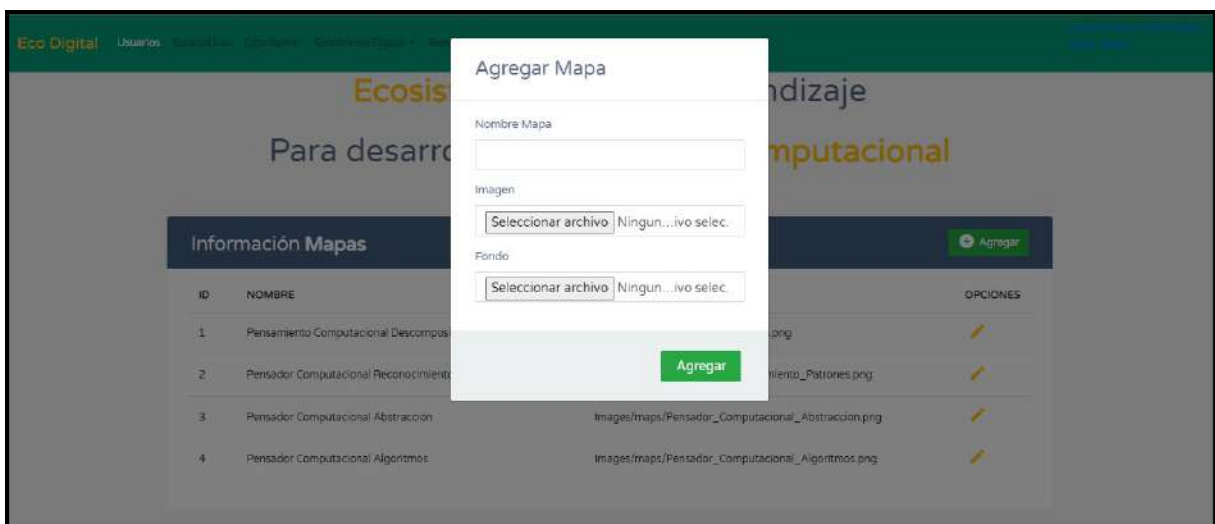 Eco Digital Usuarios
Agregar Mapa
Ecosis ndizaje
Nombre Mapa
Para desarro mputacional
Imagen
Seleccionar archivo Ningun...ivo selec.
Información Mapas
Agregar
Fondo
Seleccionar archivo Ningun...ivo selec.
ID NOMBRE OPCIONES
1 Pensamiento Computacional Descompos .png
Agregar
2 Pensador Computacional Reconocimiento miento_Patrones.png
3 Pensador Computacional Abstracción Images/maps/Pensador_Computacional_Abstraccion.png
4 Pensador Computacional Algoritmos Images/maps/Pensador_Computacional_Algoritmos.png